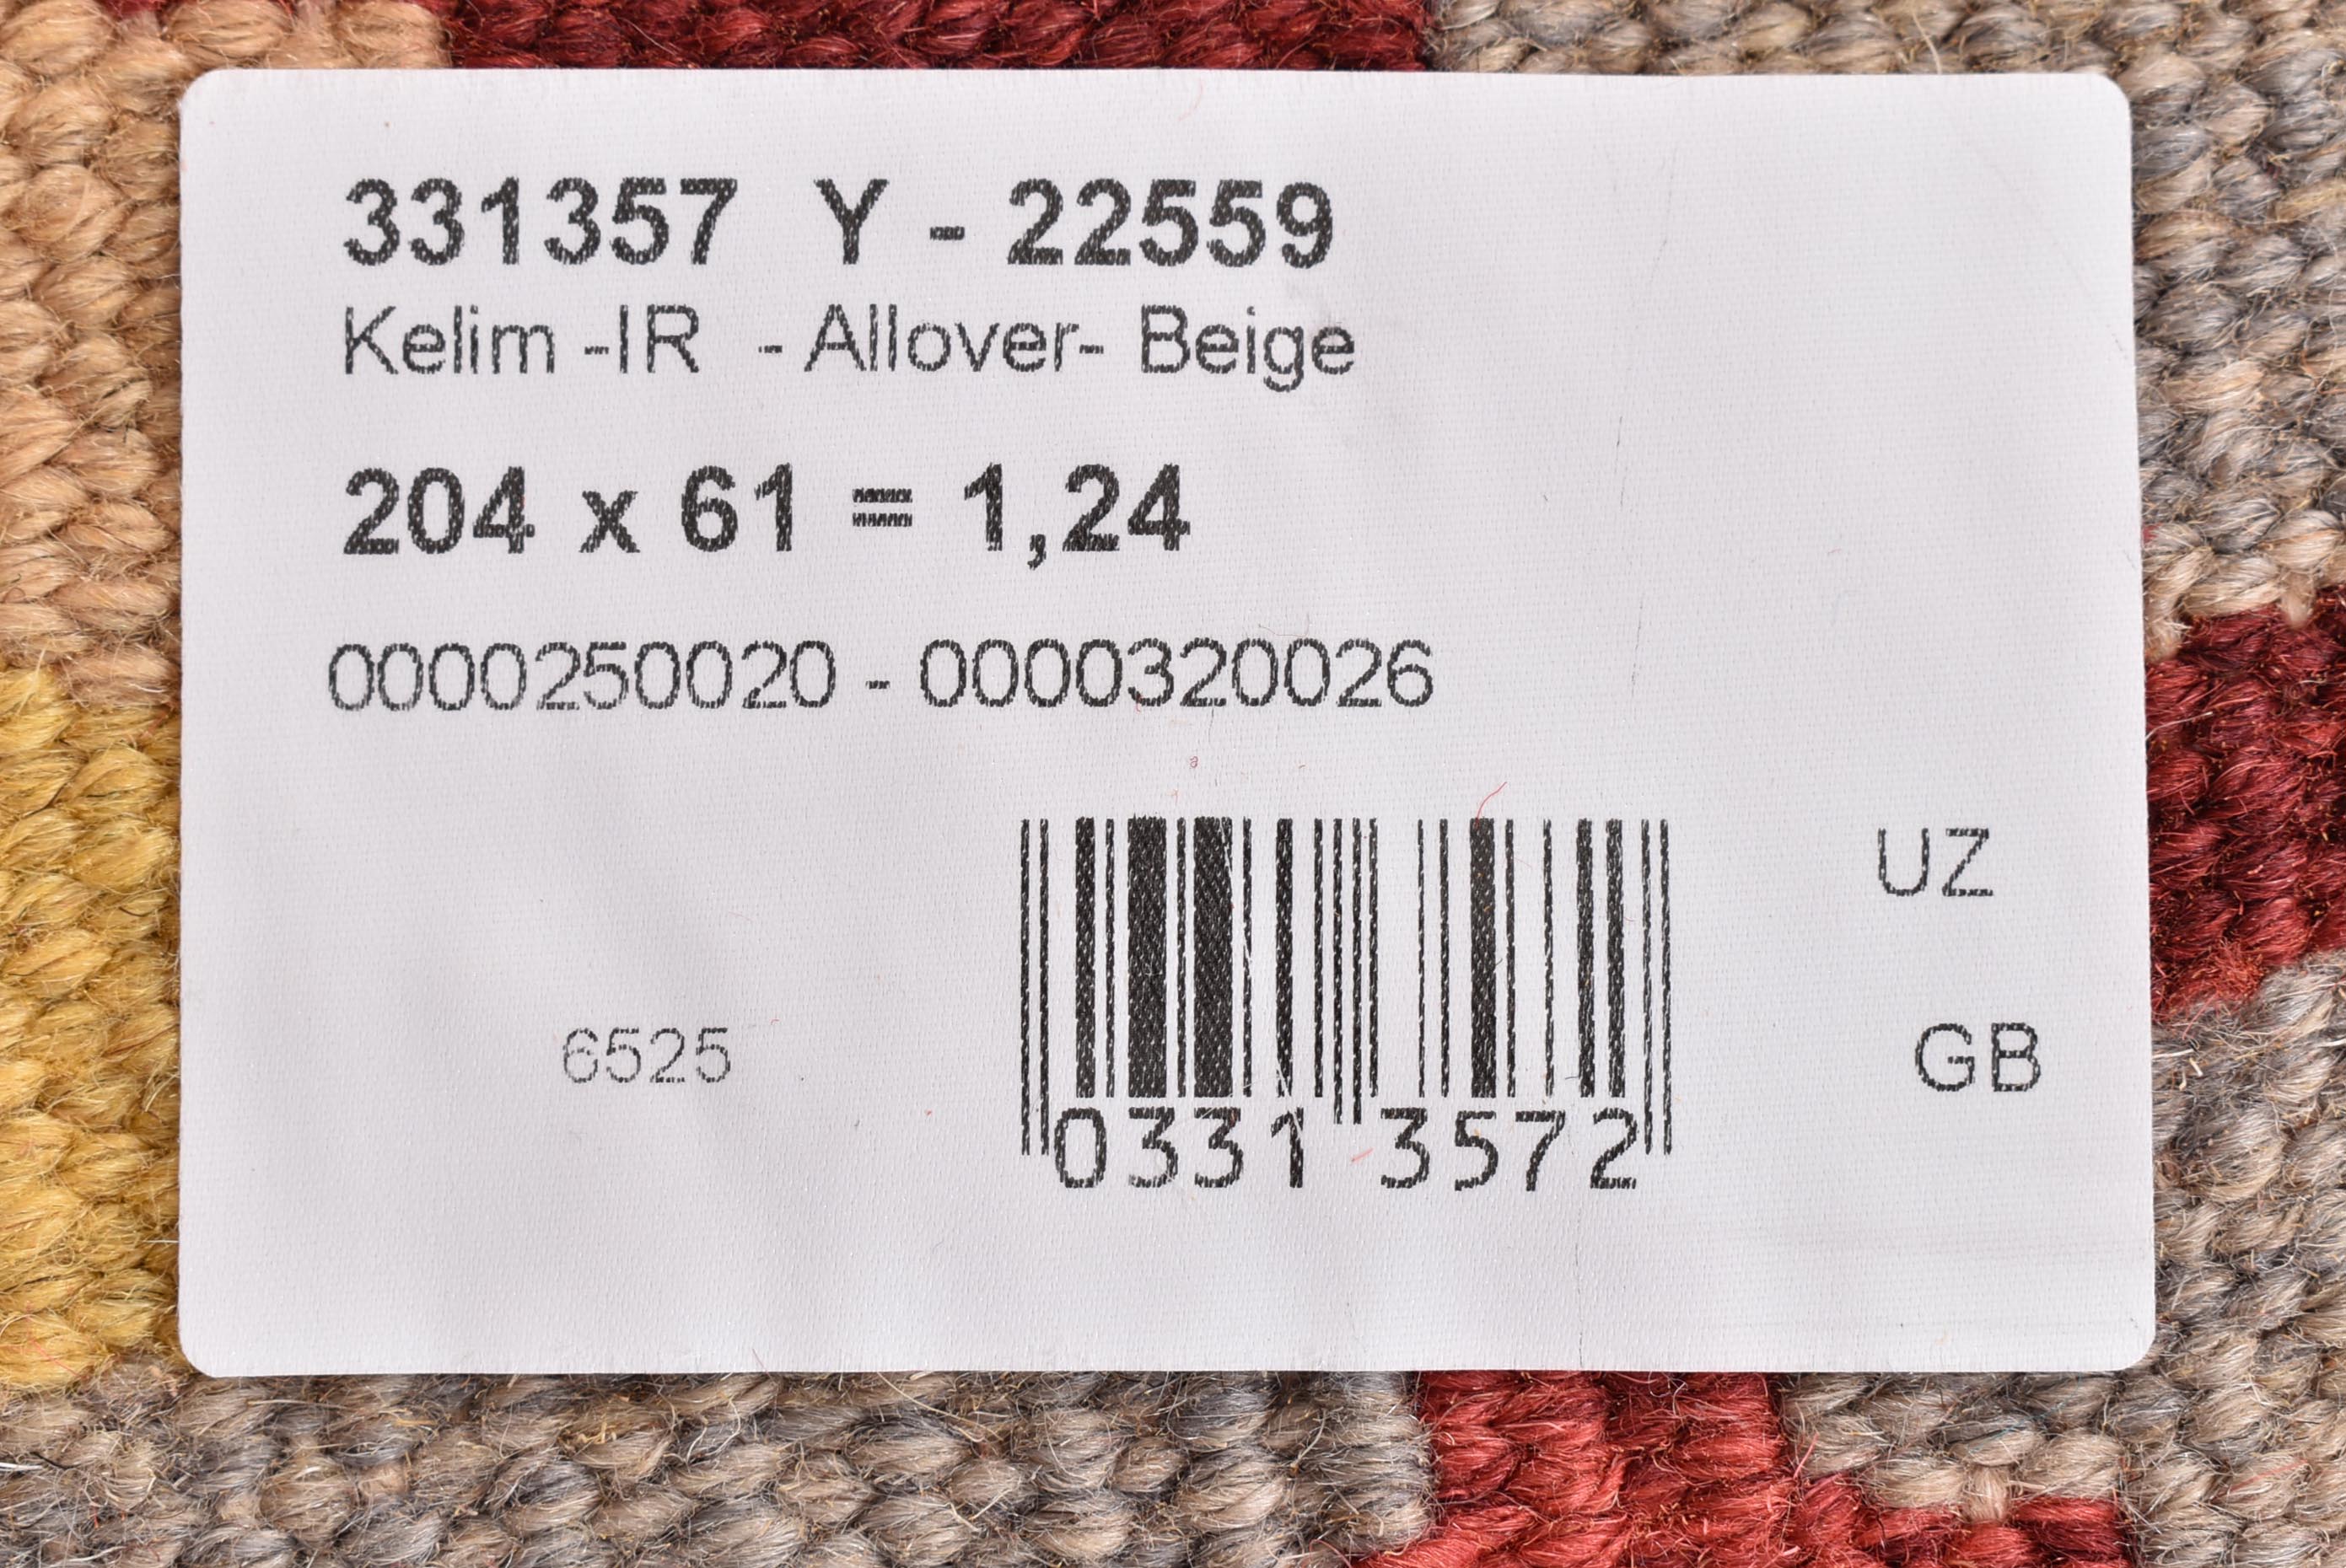 331357 Y - 22559
Kelim -IR - Allover- Beige
204 x 61 = 1,24
0000250020 - 0000320026
UZ
6525
GB
0331 3572